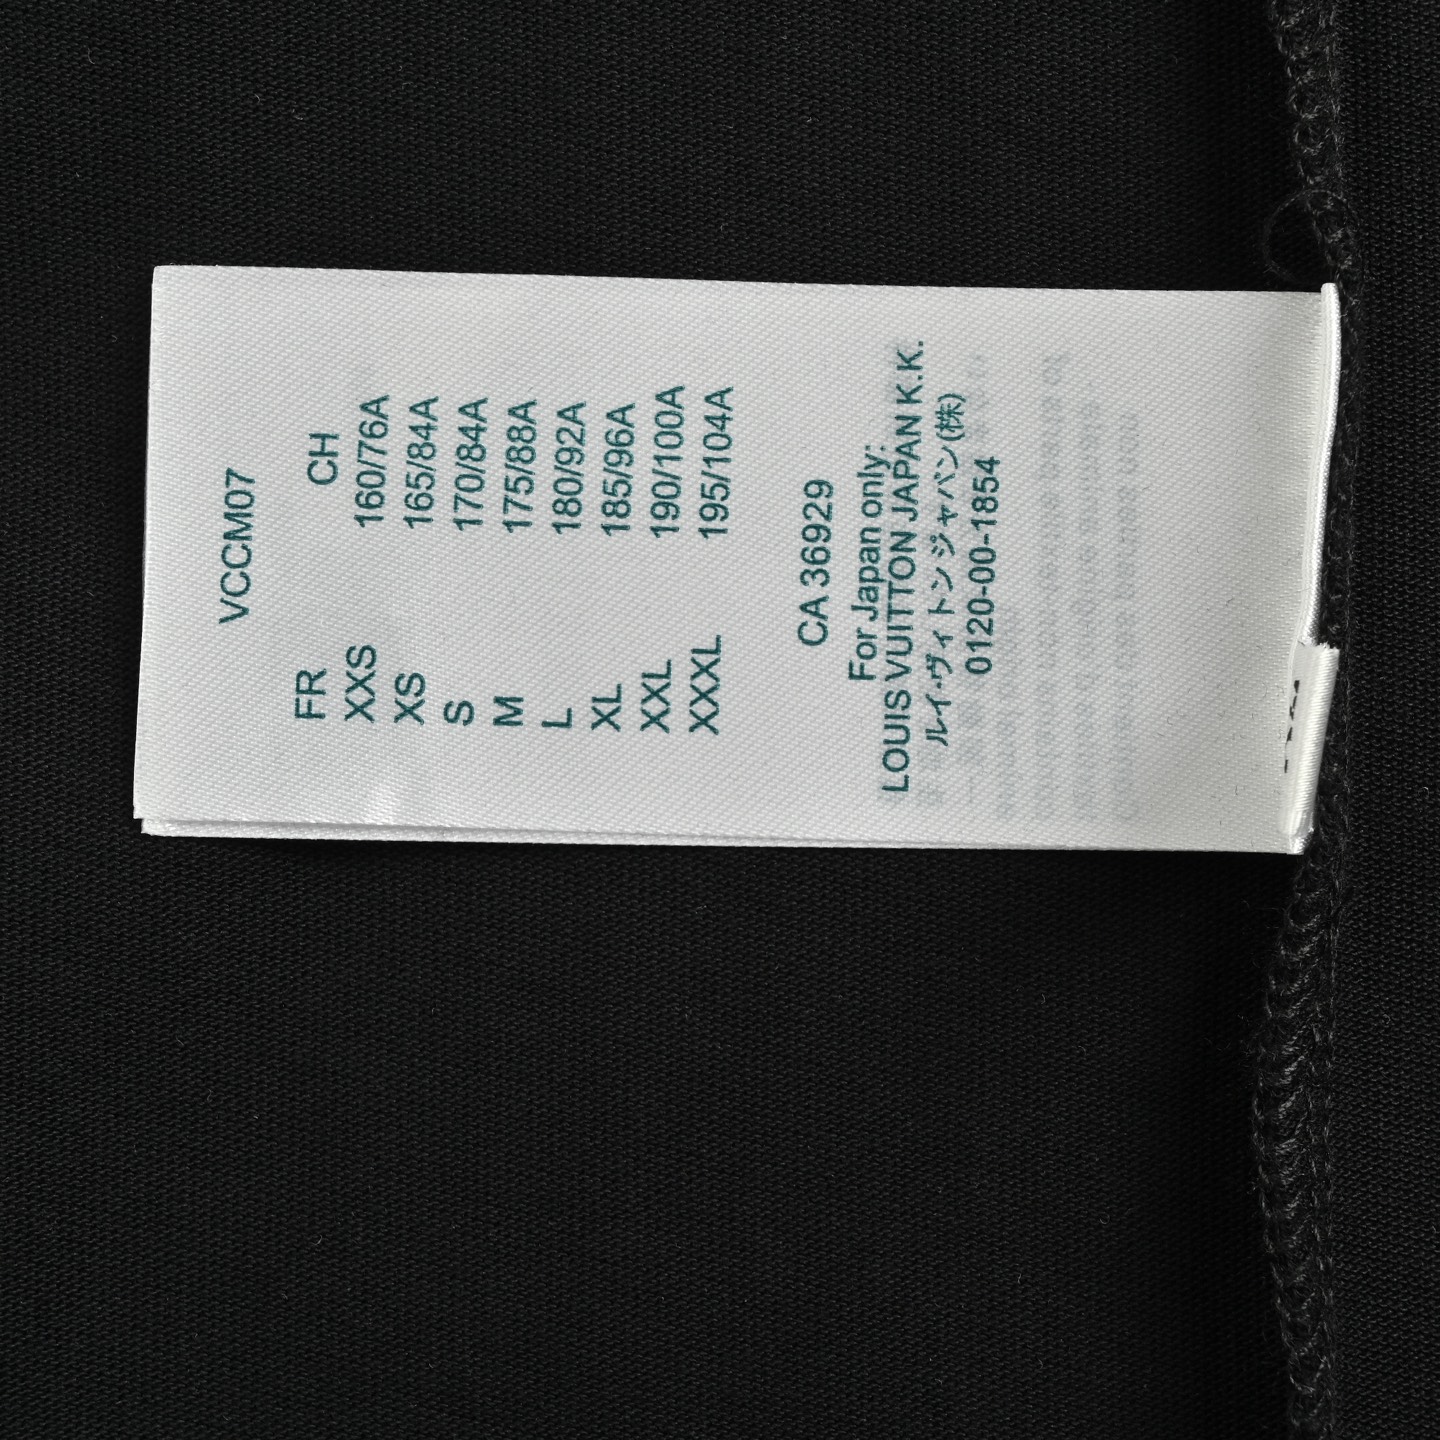 VCCM07
FR CH
XXS 160/76A
XS 165/84A
S 170/84A
M 175/88A
L 180/92A
XL 185/96A
XXL 190/100A
XXXL 195/104A
CA 36929
For Japan only:
LOUIS VUITTON JAPAN K.K.
ルイ・ヴィトン ジャパン(株)
0120-00-1854